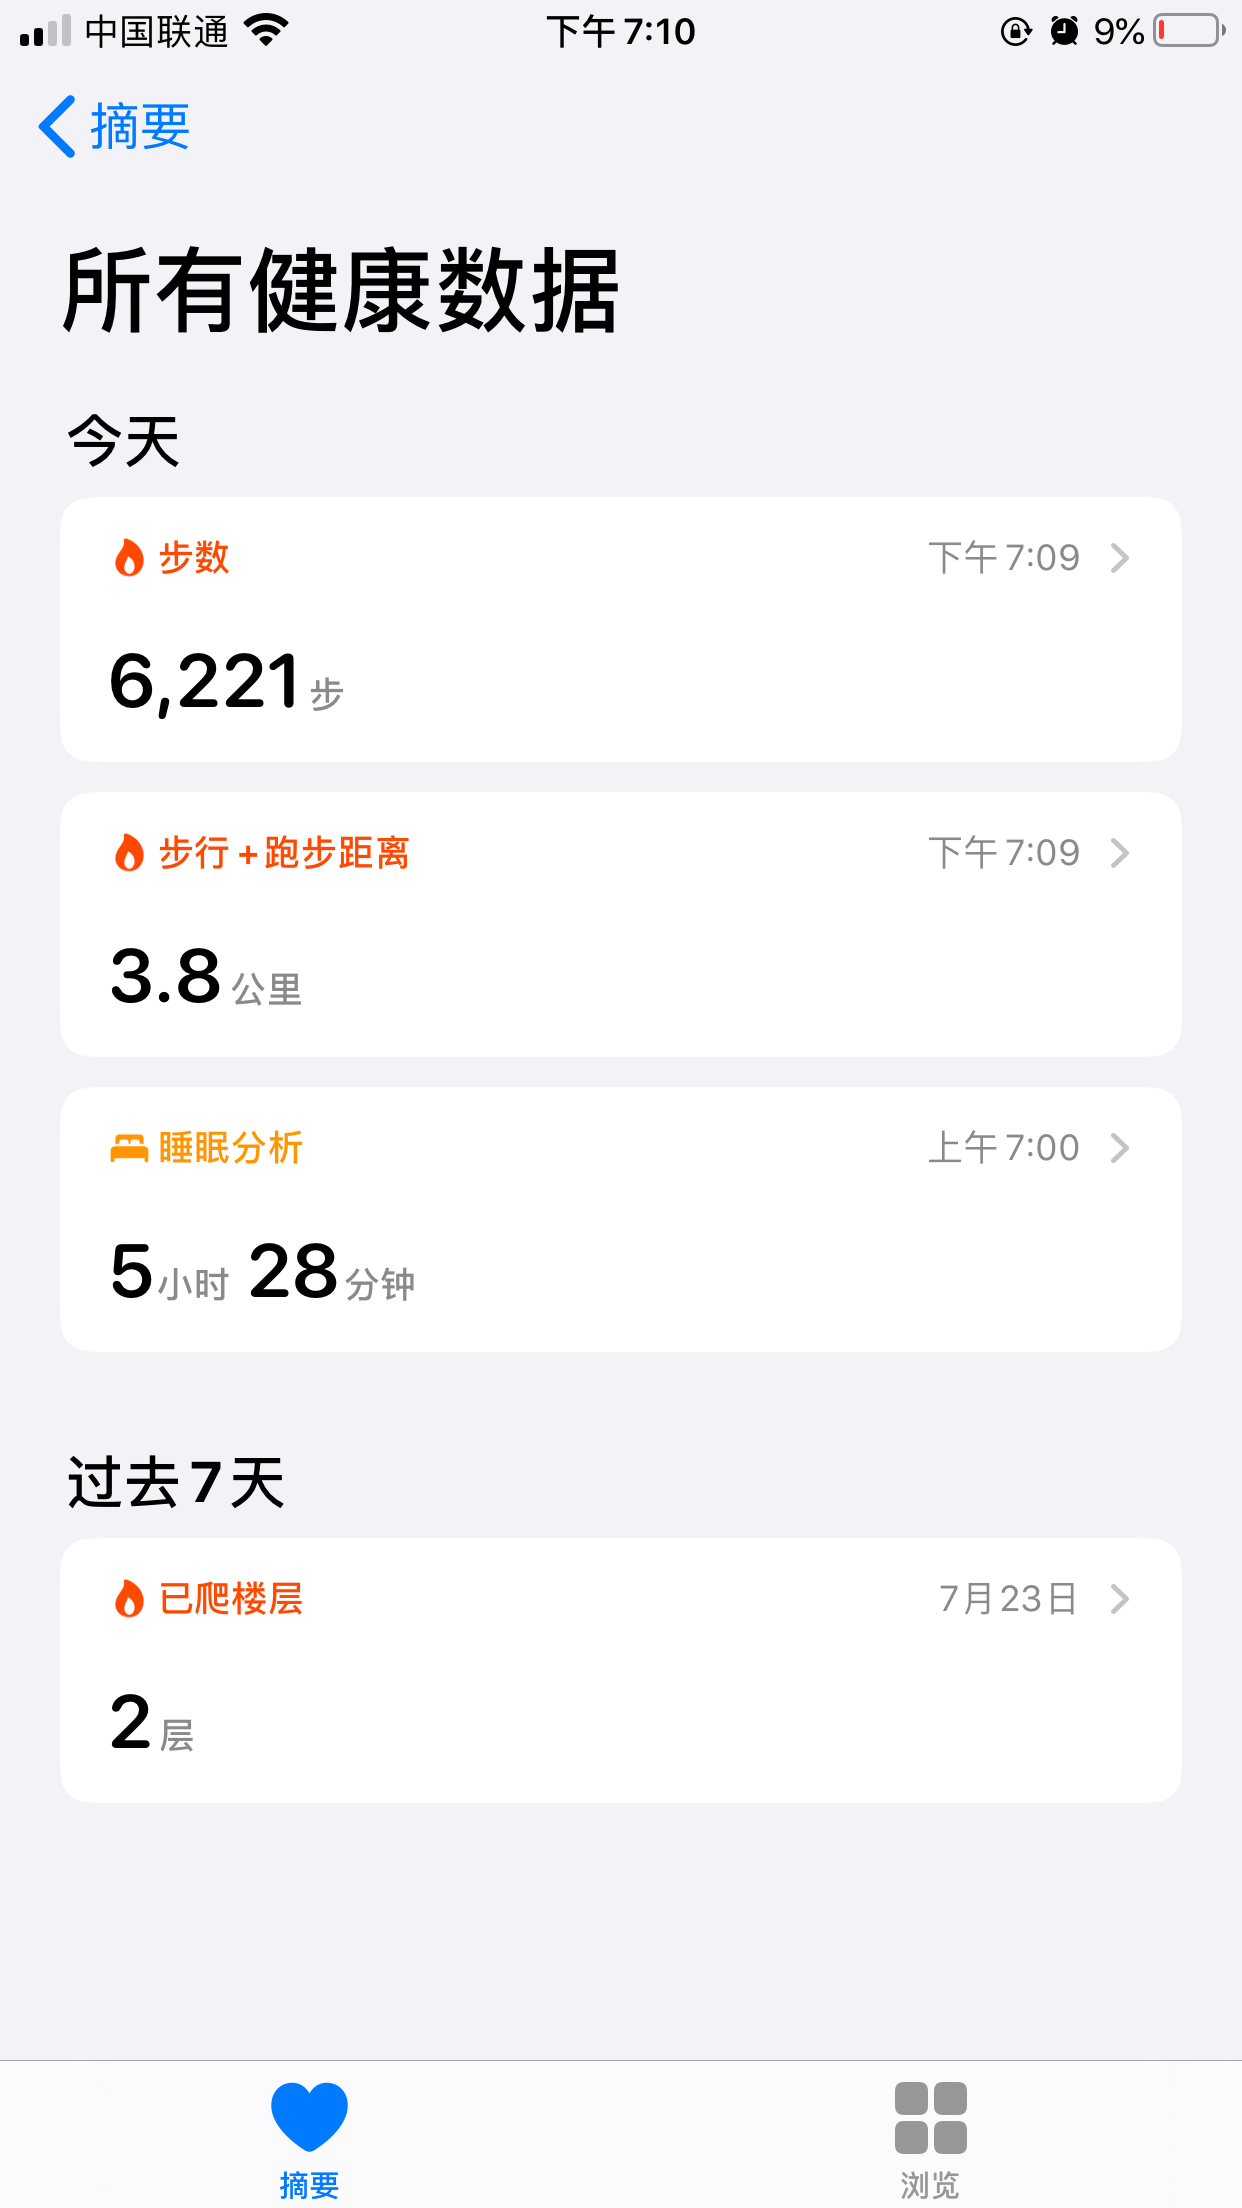 中国联通 下午 7:10 9%
摘要
所有健康数据
今天
步数 下午 7:09
6,221 步
步行 + 跑步距离 下午 7:09
3.8 公里
睡眠分析 上午 7:00
5小时 28分钟
过去 7 天
已爬楼层 7月23日
2 层
摘要 浏览